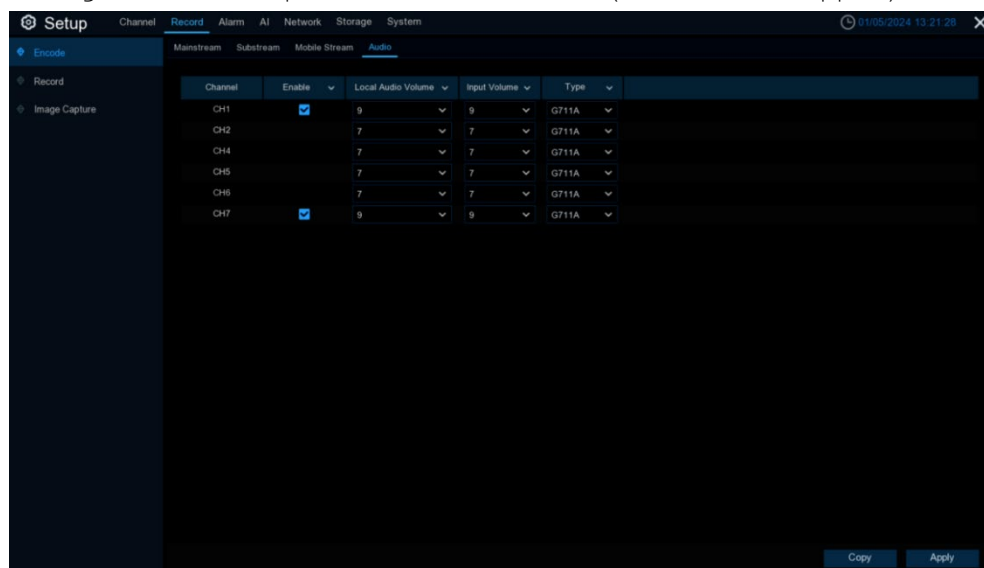 Setup Channel Record Alarm AI Network Storage System 01/05/2024 13:21:28
Encode Mainstream Substream Mobile Stream Audio
Record
Image Capture
Channel Enable Local Audio Volume Input Volume Type
CH1 9 9 G711A
CH2 7 7 G711A
CH4 7 7 G711A
CH5 7 7 G711A
CH6 7 7 G711A
CH7 9 9 G711A
Copy Apply